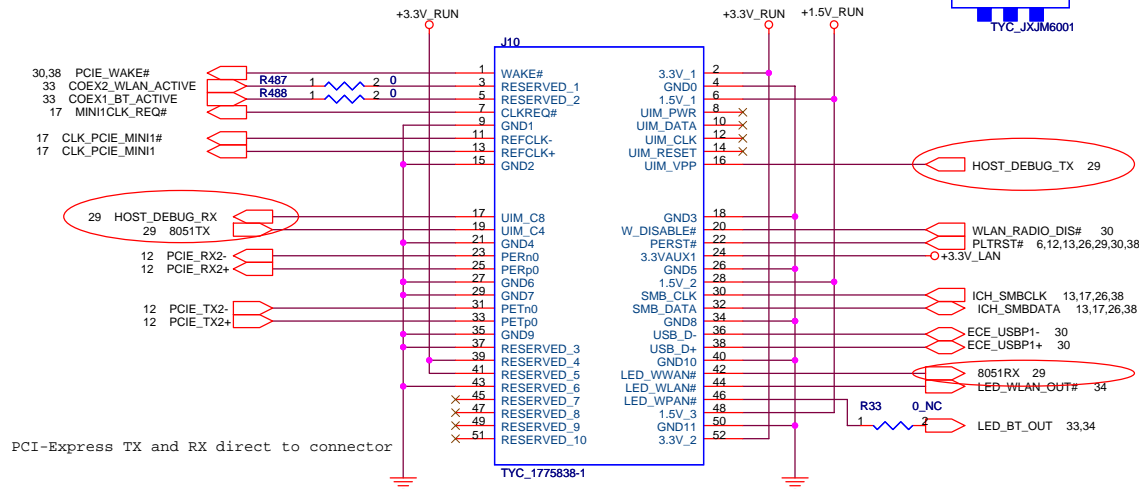 +3.3V_RUN
+3.3V_RUN
+1.5V_RUN
TYC_JXJM6001
J10
30,38 PCIE_WAKE# 1 WAKE#
33 COEX2_WLAN_ACTIVE R487 1 2 0 3 RESERVED_1
33 COEX1_BT_ACTIVE R488 1 2 0 5 RESERVED_2
17 MINI1CLK_REQ# 7 CLKREQ#
9 GND1
17 CLK_PCIE_MINI1# 11 REFCLK-
17 CLK_PCIE_MINI1 13 REFCLK+
15 GND2
29 HOST_DEBUG_RX 17 UIM_C8
29 8051TX 19 UIM_C4
21 GND4
12 PCIE_RX2- 23 PERn0
12 PCIE_RX2+ 25 PERp0
27 GND6
29 GND7
12 PCIE_TX2- 31 PETn0
12 PCIE_TX2+ 33 PETp0
35 GND9
37 RESERVED_3
39 RESERVED_4
41 RESERVED_5
43 RESERVED_6
45 RESERVED_7
47 RESERVED_8
49 RESERVED_9
51 RESERVED_10
3.3V_1 2
GND0 4
1.5V_1 6
UIM_PWR 8
UIM_DATA 10
UIM_CLK 12
UIM_RESET 14
UIM_VPP 16 HOST_DEBUG_TX 29
GND3 18
W_DISABLE# 20 WLAN_RADIO_DIS# 30
PERST# 22 PLTRST# 6,12,13,26,29,30,38
3.3VAUX1 24 +3.3V_LAN
GND5 26
1.5V_2 28
SMB_CLK 30 ICH_SMBCLK 13,17,26,38
SMB_DATA 32 ICH_SMBDATA 13,17,26,38
GND8 34
USB_D- 36 ECE_USBP1- 30
USB_D+ 38 ECE_USBP1+ 30
GND10 40
LED_WWAN# 42 8051RX 29
LED_WLAN# 44 LED_WLAN_OUT# 34
LED_WPAN# 46 R33 0_NC 1 2 LED_BT_OUT 33,34
1.5V_3 48
GND11 50
3.3V_2 52
PCI-Express TX and RX direct to connector
TYC_1775838-1